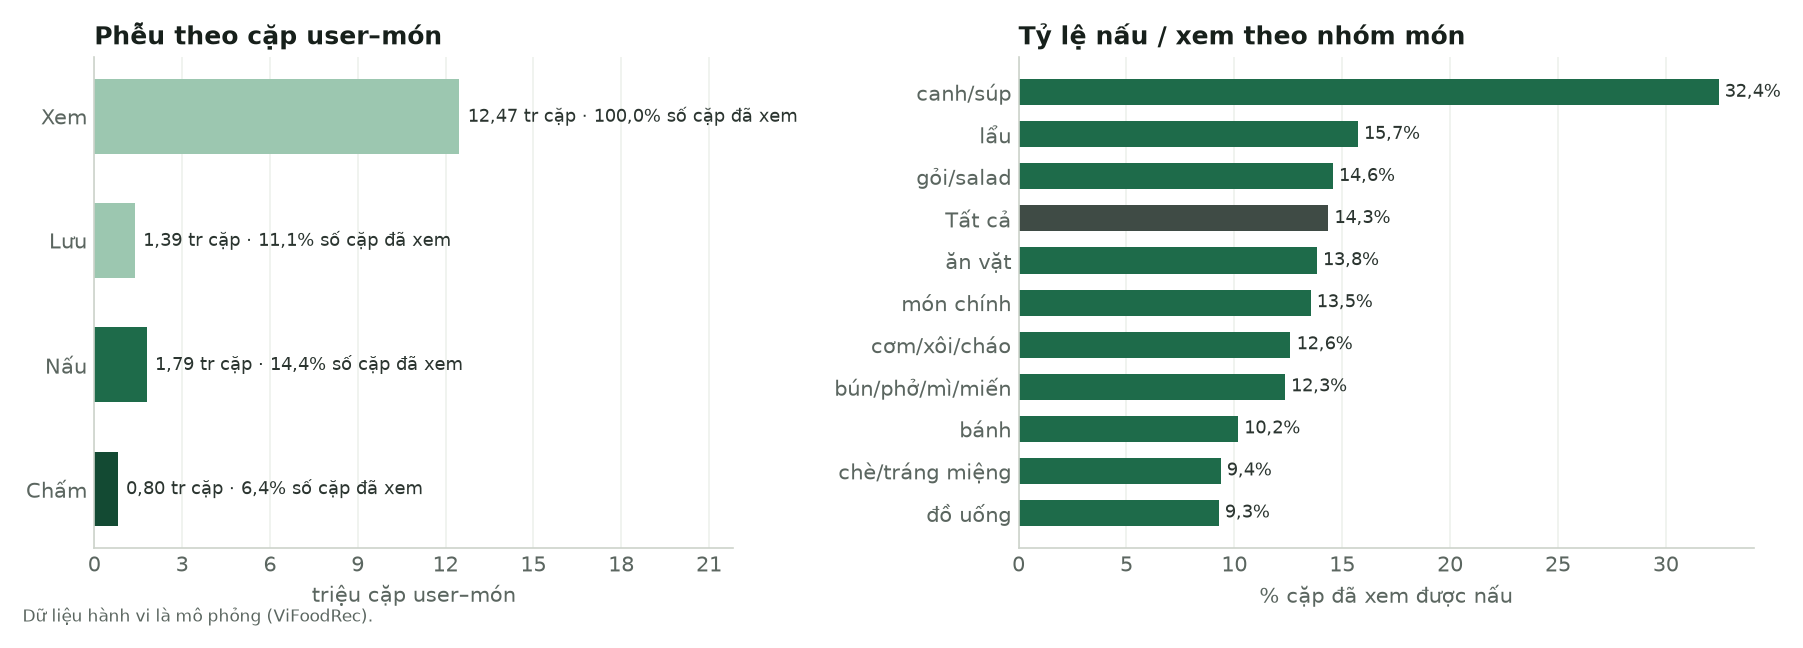 Phễu theo cặp user–món
Xem
12,47 tr cặp · 100,0% số cặp đã xem
Lưu
1,39 tr cặp · 11,1% số cặp đã xem
Nấu
1,79 tr cặp · 14,4% số cặp đã xem
Chấm
0,80 tr cặp · 6,4% số cặp đã xem
0 3 6 9 12 15 18 21
triệu cặp user–món
Dữ liệu hành vi là mô phỏng (ViFoodRec).
Tỷ lệ nấu / xem theo nhóm món
canh/súp 32,4%
lẩu 15,7%
gỏi/salad 14,6%
Tất cả 14,3%
ăn vặt 13,8%
món chính 13,5%
cơm/xôi/cháo 12,6%
bún/phở/mì/miến 12,3%
bánh 10,2%
chè/tráng miệng 9,4%
đồ uống 9,3%
0 5 10 15 20 25 30
% cặp đã xem được nấu